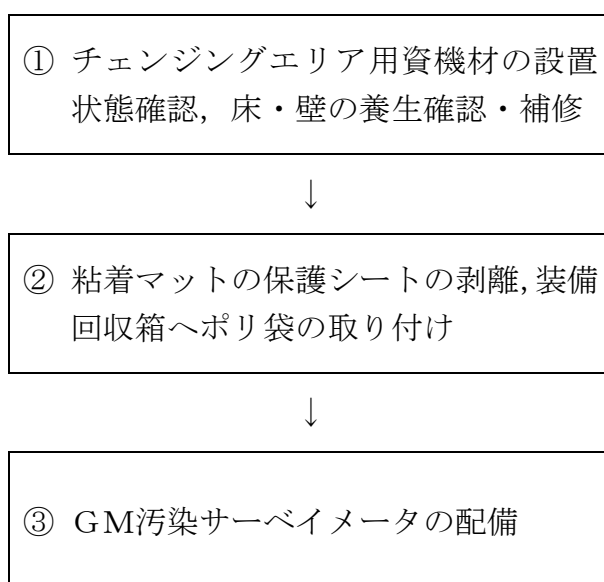 ① チェンジングエリア用資機材の設置
状態確認，床・壁の養生確認・補修
↓
② 粘着マットの保護シートの剥離，装備
回収箱へポリ袋の取り付け
↓
③ ＧＭ汚染サーベイメータの配備